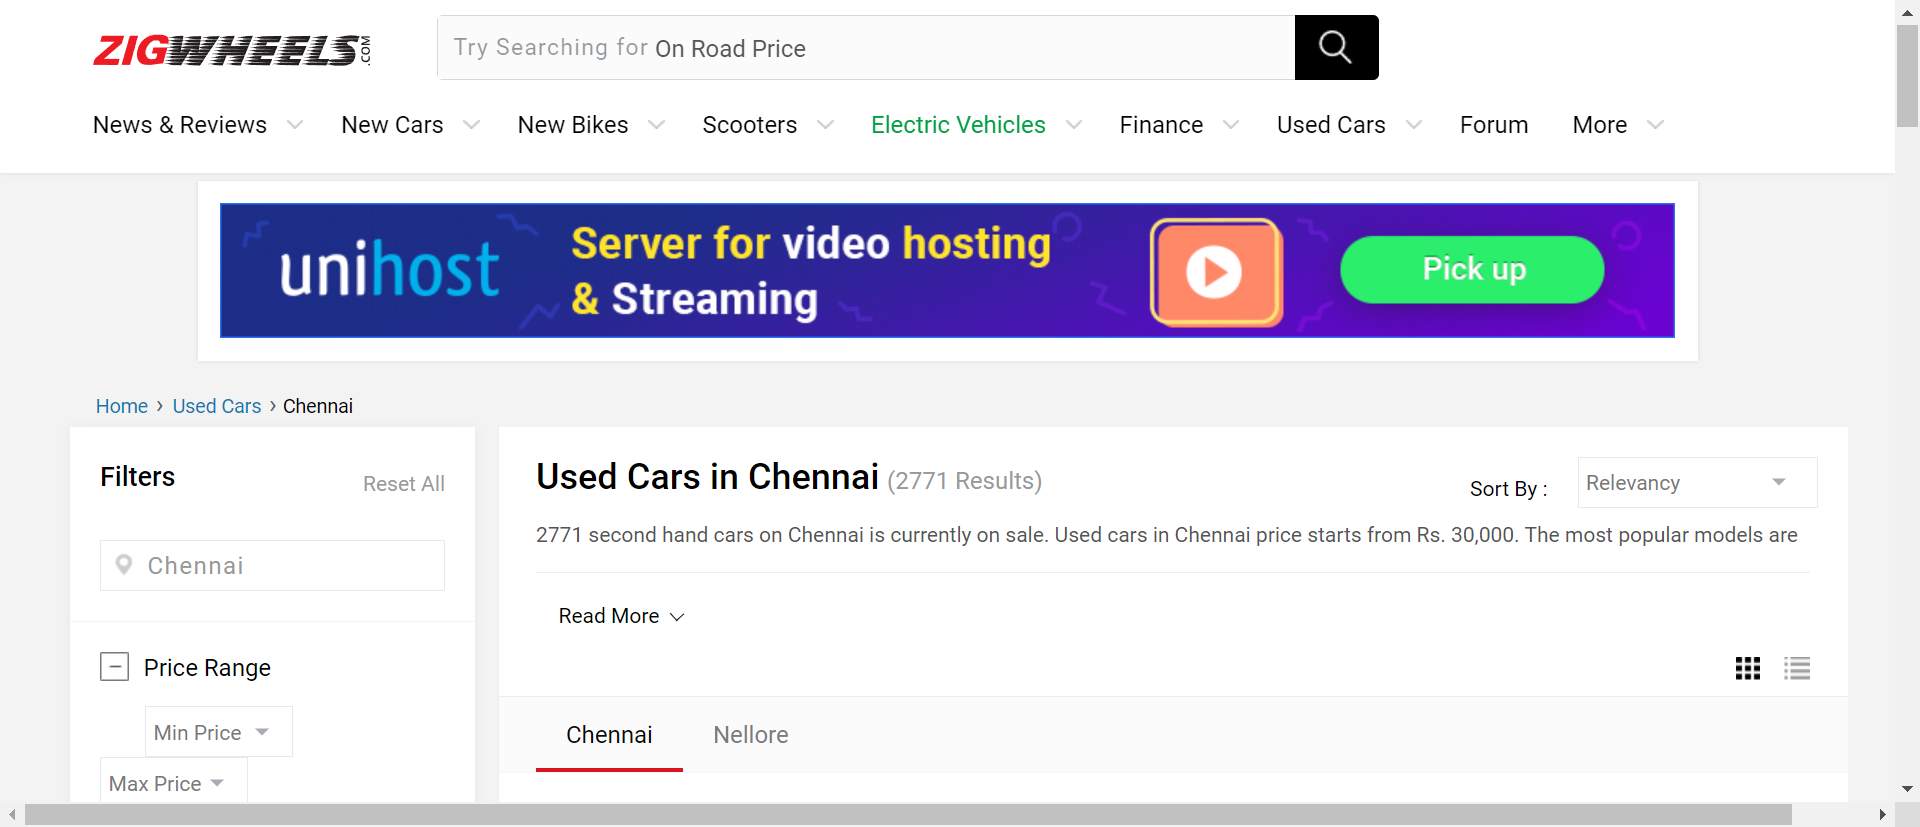 ZIGWHEELS.COM
Try Searching for On Road Price
News & Reviews New Cars New Bikes Scooters Electric Vehicles Finance Used Cars Forum More
unihost
Server for video hosting
& Streaming
Pick up
Home › Used Cars › Chennai
Filters
Reset All
Chennai
Price Range
Min Price
Max Price
Used Cars in Chennai (2771 Results)
Sort By :
Relevancy
2771 second hand cars on Chennai is currently on sale. Used cars in Chennai price starts from Rs. 30,000. The most popular models are
Read More
Chennai Nellore